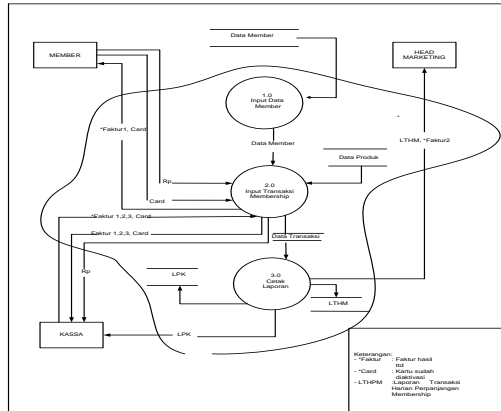 Data Member
MEMBER
HEAD
MARKETING
1.0
Input Data
Member
*Faktur1, Card
Data Member
LTHM, *Faktur2
Data Produk
Rp
2.0
Input Transaksi
Membership
Card
*Faktur 1,2,3, Card
Faktur 1,2,3, Card
Data Transaksi
Rp
LPK
3.0
Cetak
Laporan
LTHM
KASSA
LPK
Keterangan:
- *Faktur : Faktur hasil
ttd
- *Card : Kartu sudah
diaktivasi
- LTHPM :Laporan Transaksi
Harian Perpanjangan
Membership